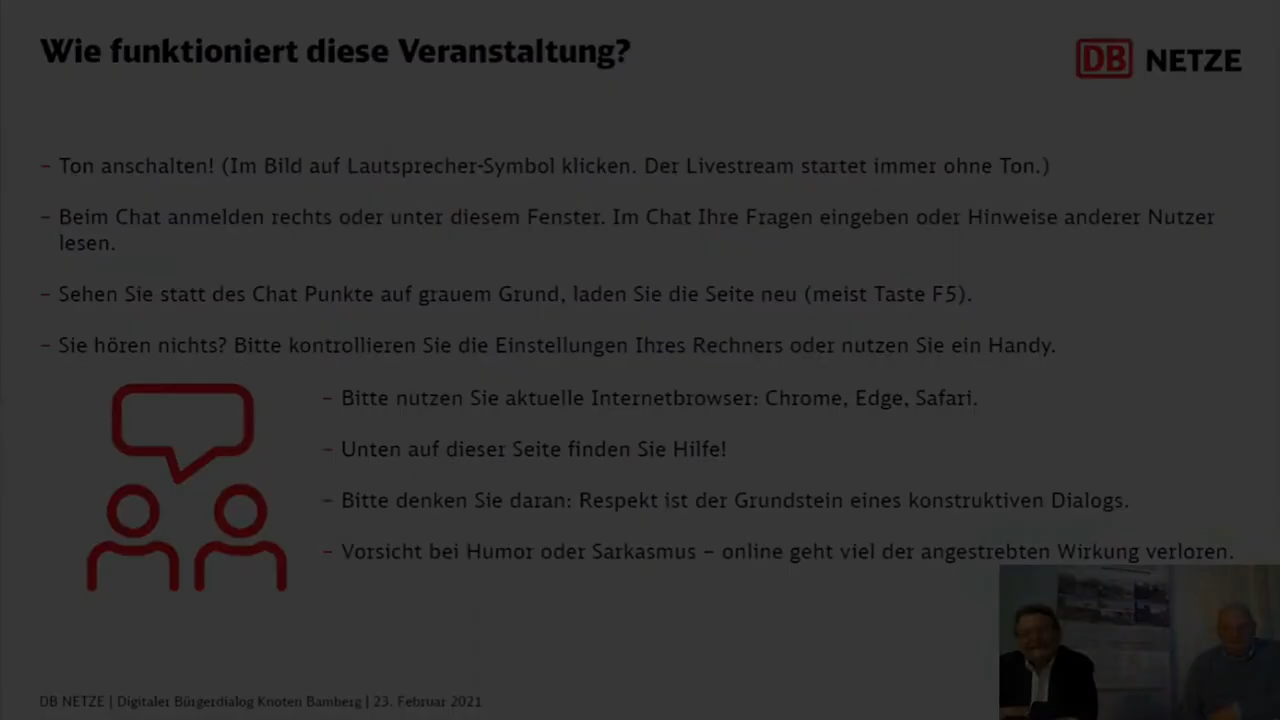 Wie funktioniert diese Veranstaltung?
DB NETZE
– Ton anschalten! (Im Bild auf Lautsprecher-Symbol klicken. Der Livestream startet immer ohne Ton.)
– Beim Chat anmelden rechts oder unter diesem Fenster. Im Chat Ihre Fragen eingeben oder Hinweise anderer Nutzer
lesen.
– Sehen Sie statt des Chat Punkte auf grauem Grund, laden Sie die Seite neu (meist Taste F5).
– Sie hören nichts? Bitte kontrollieren Sie die Einstellungen Ihres Rechners oder nutzen Sie ein Handy.
– Bitte nutzen Sie aktuelle Internetbrowser: Chrome, Edge, Safari.
– Unten auf dieser Seite finden Sie Hilfe!
– Bitte denken Sie daran: Respekt ist der Grundstein eines konstruktiven Dialogs.
– Vorsicht bei Humor oder Sarkasmus – online geht viel der angestrebten Wirkung verloren.
DB NETZE | Digitaler Bürgerdialog Knoten Bamberg | 23. Februar 2021